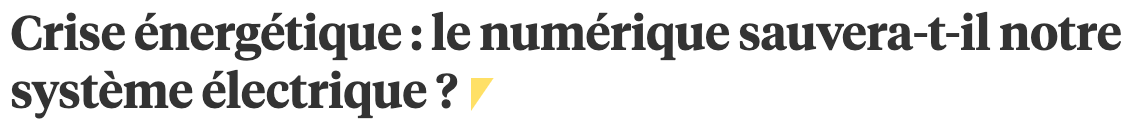 Crise énergétique : le numérique sauvera-t-il notre
système électrique ?